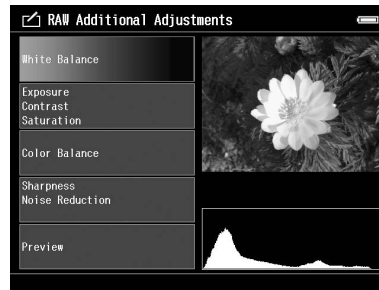 RAW Additional Adjustments
White Balance
Exposure
Contrast
Saturation
Color Balance
Sharpness
Noise Reduction
Preview